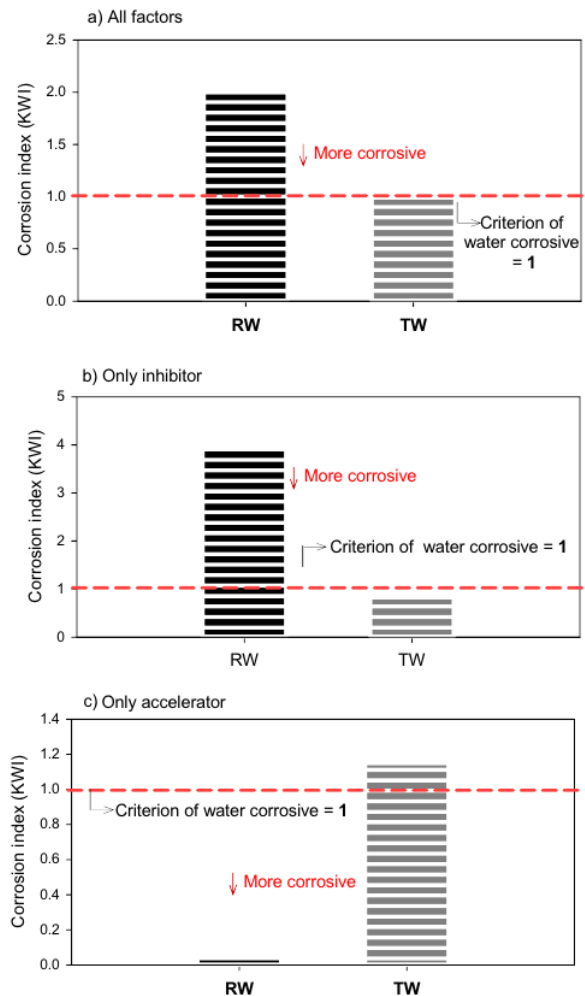 a) All factors
Corrosion index (KWI)
2.5
2.0
1.5
1.0
0.5
0.0
More corrosive
Criterion of
water corrosive
= 1
RW
TW
b) Only inhibitor
Corrosion index (KWI)
5
4
3
2
1
0
More corrosive
Criterion of water corrosive = 1
RW
TW
c) Only accelerator
Corrosion index (KWI)
1.4
1.2
1.0
0.8
0.6
0.4
0.2
0.0
Criterion of water corrosive = 1
More corrosive
RW
TW